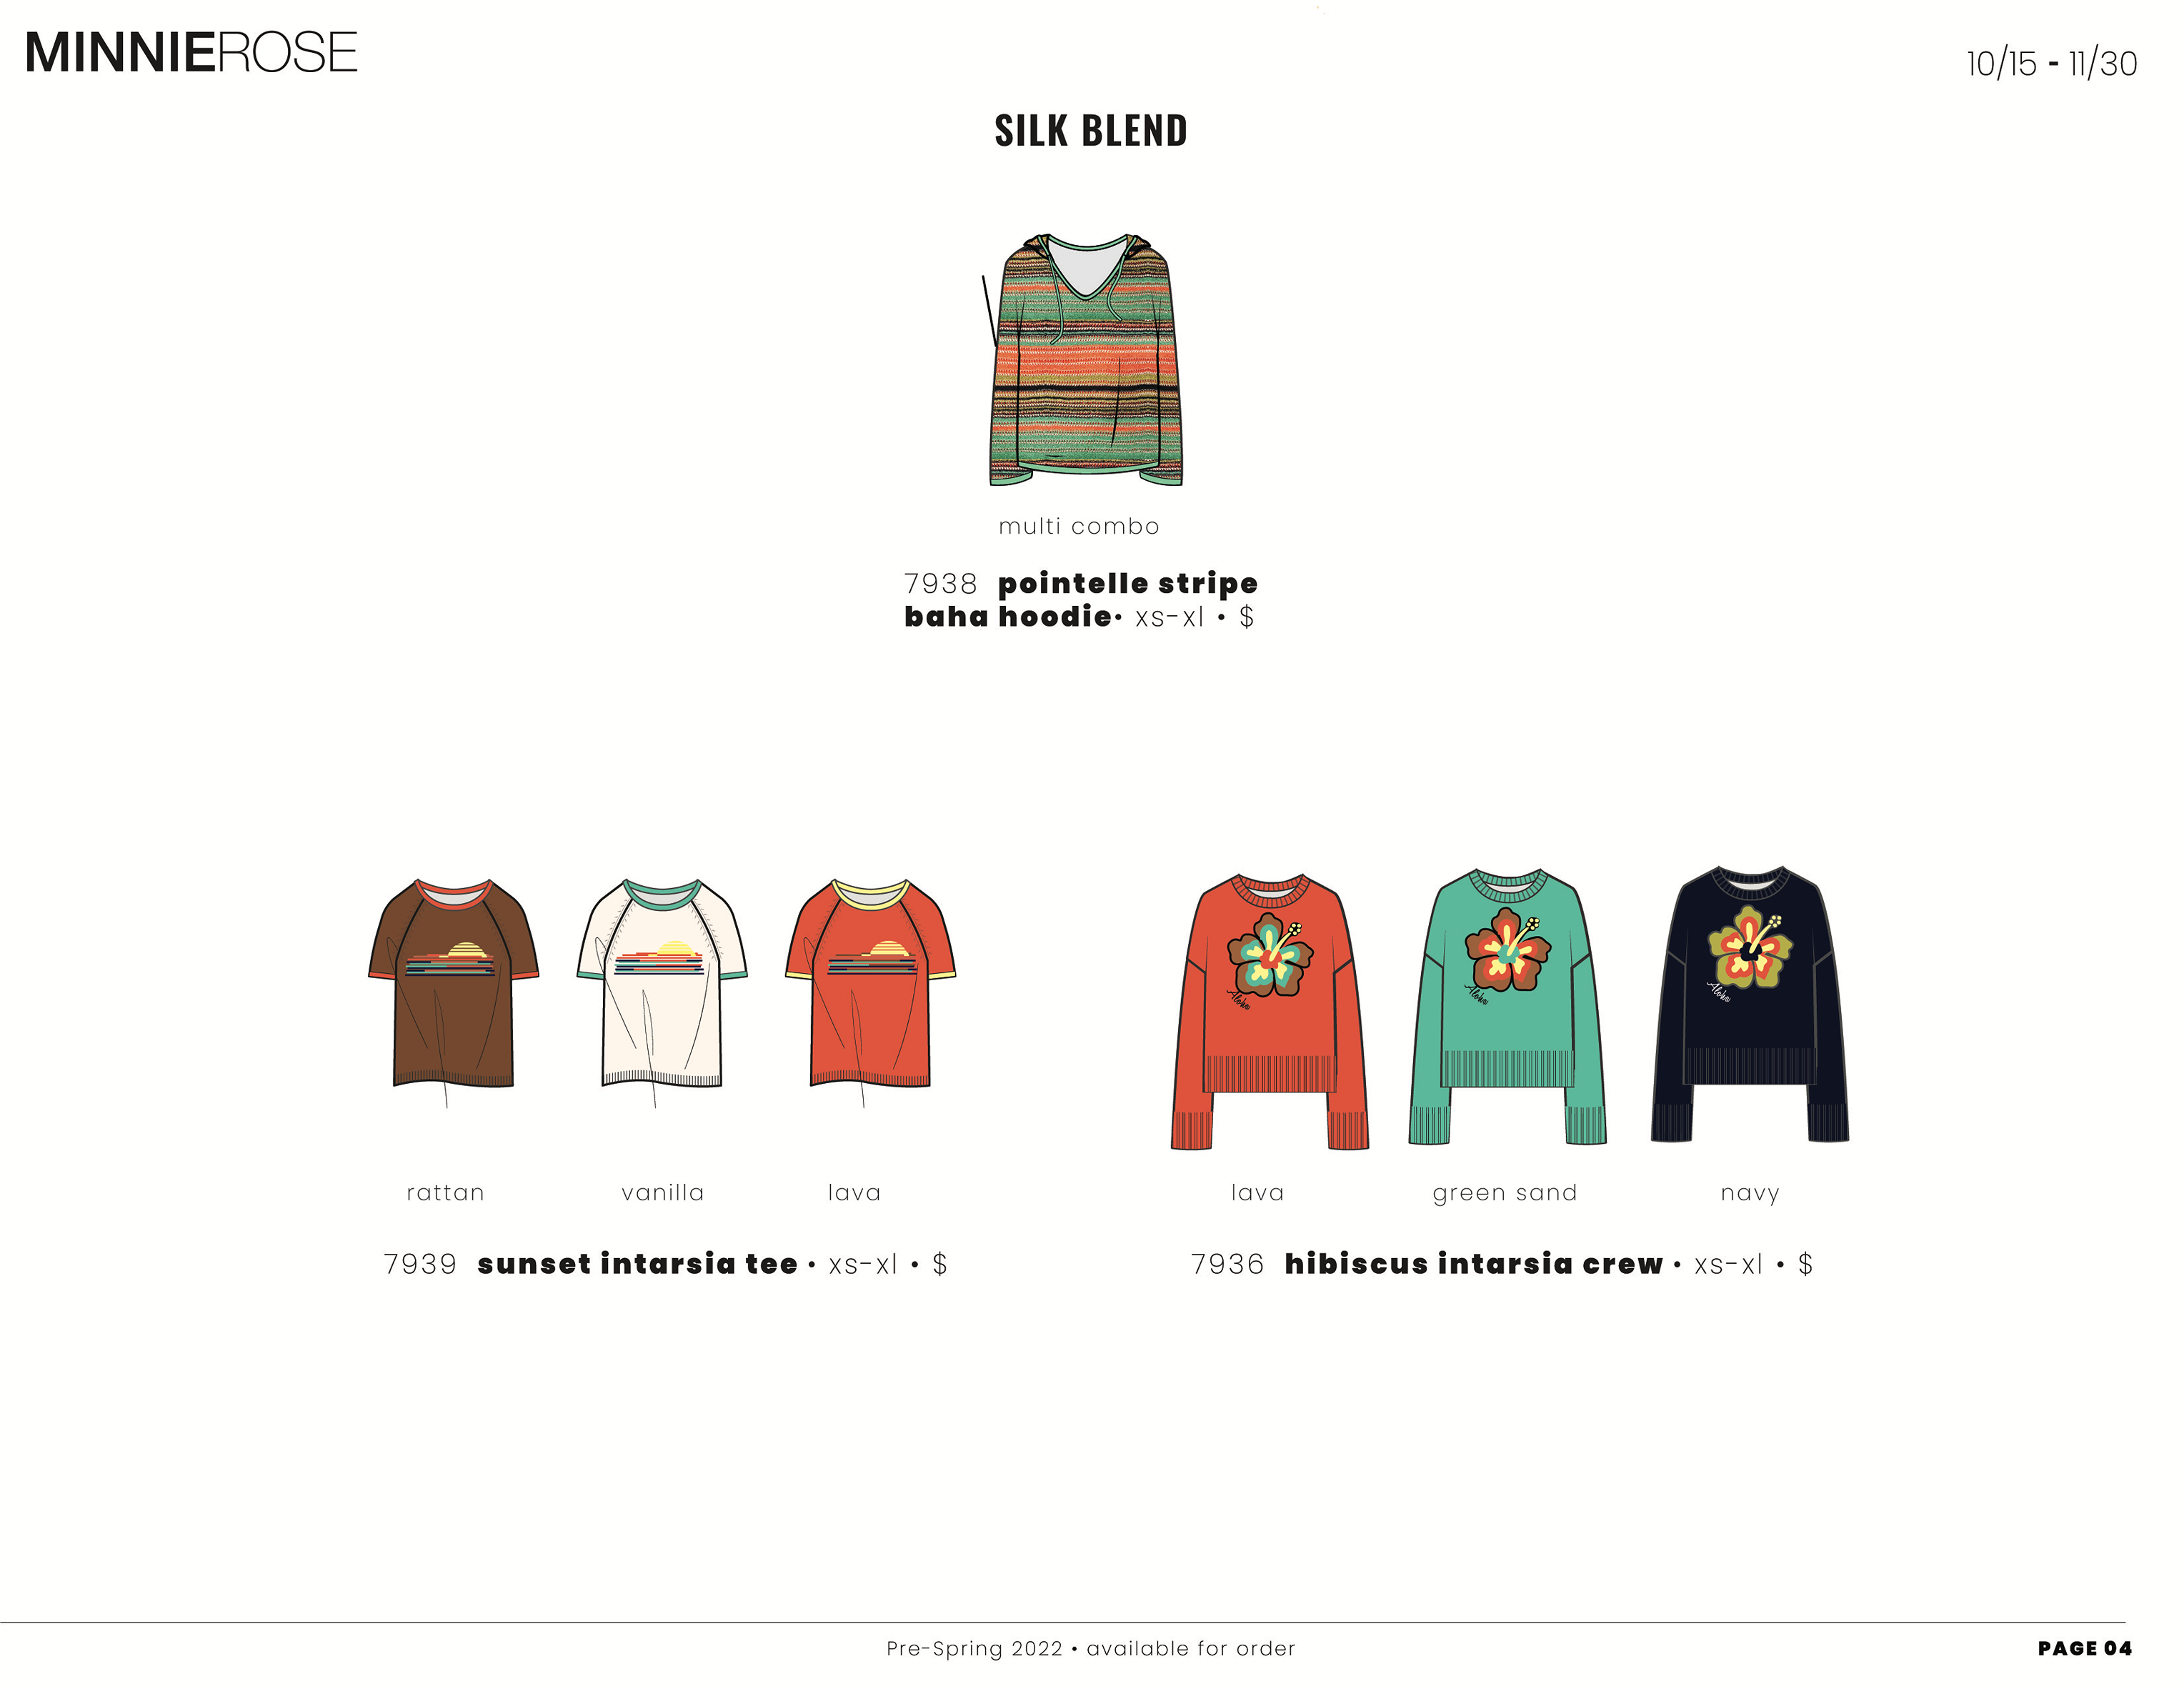 MINNIEROSE
10/15 - 11/30
SILK BLEND
multi combo
7938 pointelle stripe
baha hoodie• xs-xl • $
Aloha
Aloha
Aloha
rattan
vanilla
lava
lava
green sand
navy
7939 sunset intarsia tee • xs-xl • $
7936 hibiscus intarsia crew • xs-xl • $
Pre-Spring 2022 • available for order
PAGE 04